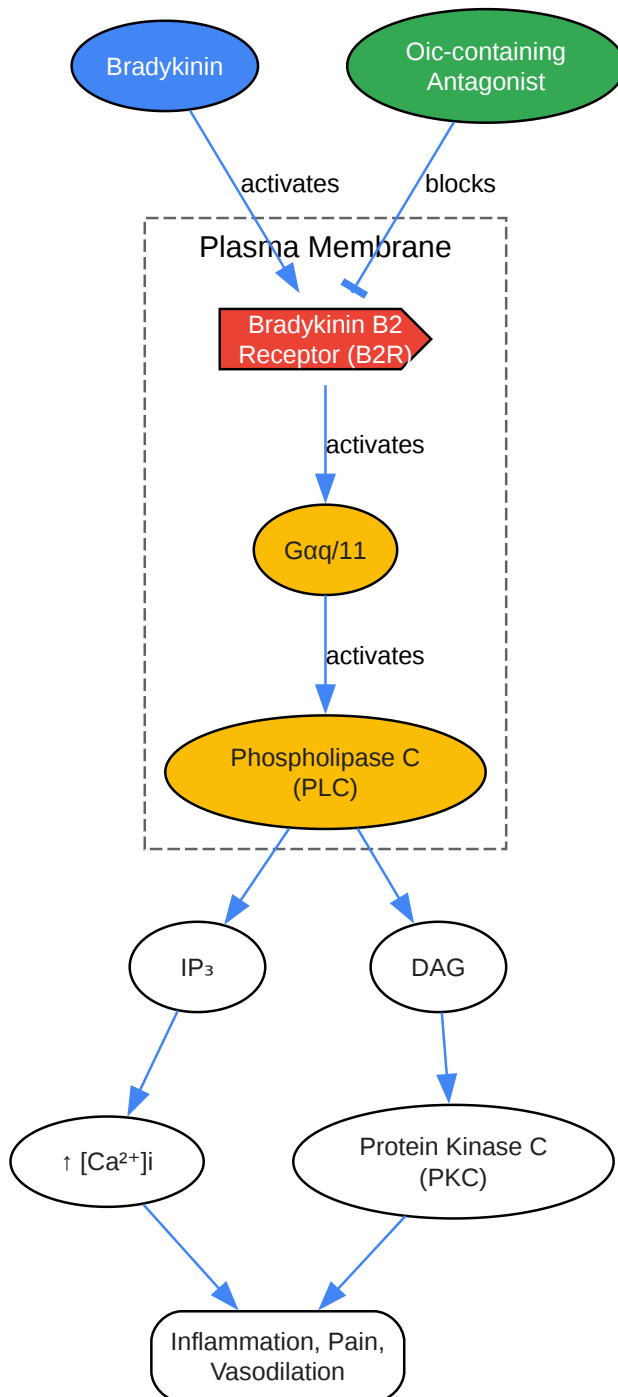 Bradykinin
Oic-containing
Antagonist
activates
blocks
Plasma Membrane
Bradykinin B2
Receptor (B2R)
activates
Gαq/11
activates
Phospholipase C
(PLC)
IP₃
DAG
↑ [Ca²⁺]i
Protein Kinase C
(PKC)
Inflammation, Pain,
Vasodilation